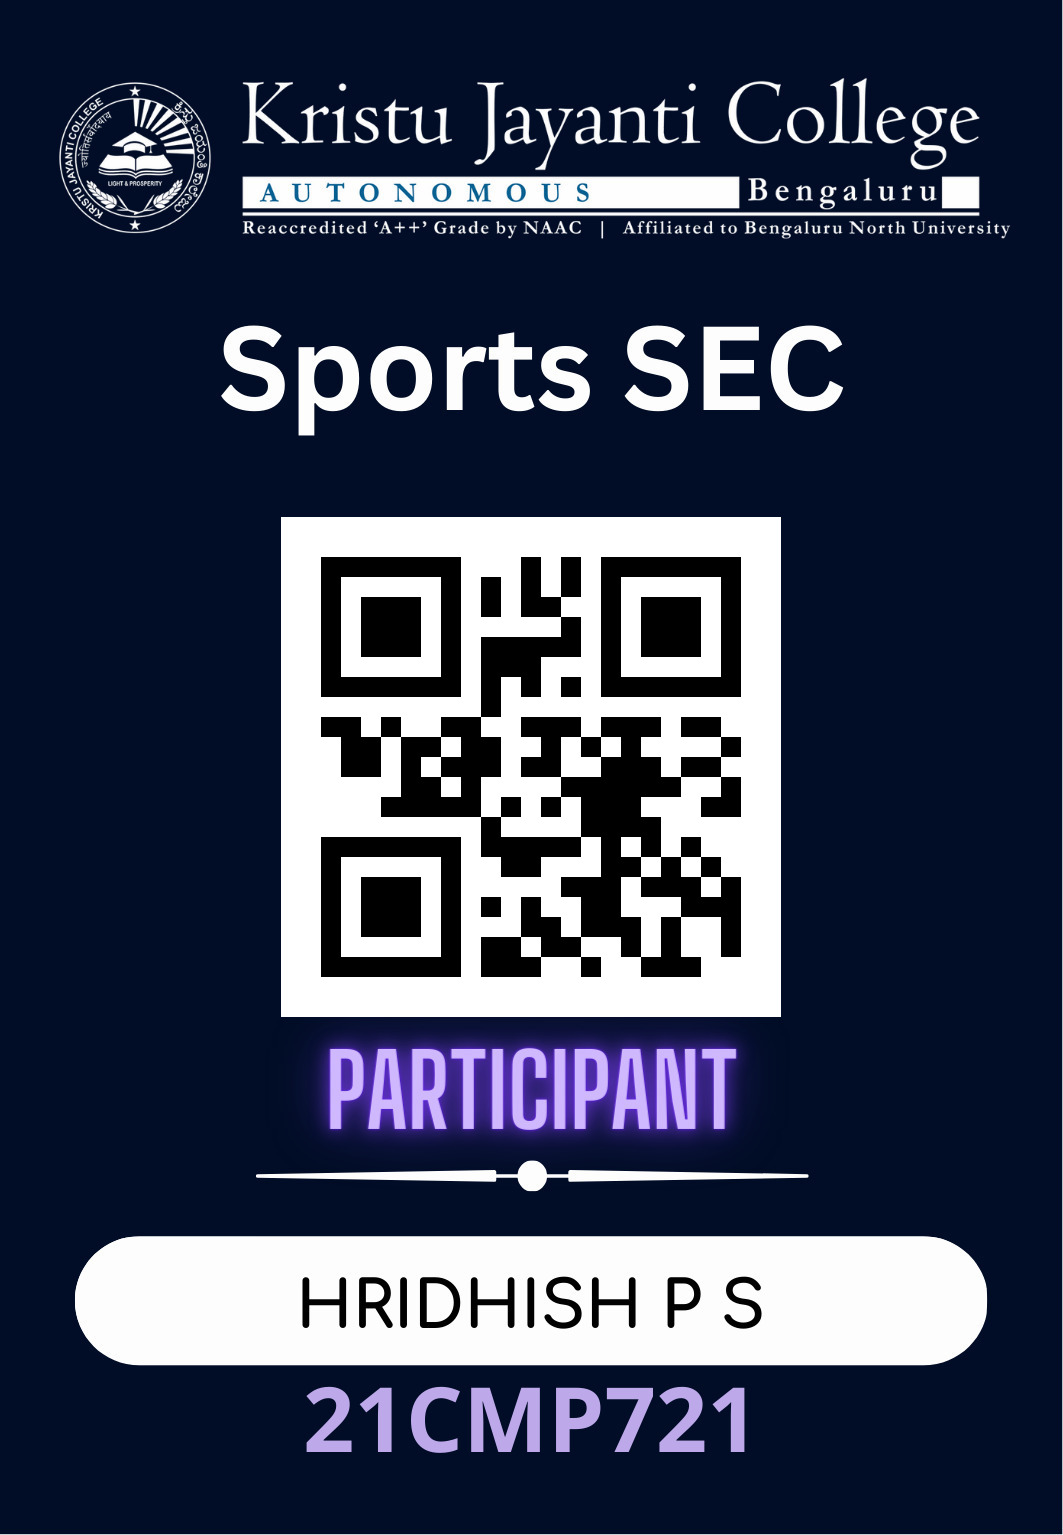 KRISTU JAYANTI COLLEGE
ಕ್ರಿಸ್ತು ಜಯಂತಿ ಕಾಲೇಜು
LIGHT & PROSPERITY
Kristu Jayanti College
AUTONOMOUS Bengaluru
Reaccredited ‘A++’ Grade by NAAC | Affiliated to Bengaluru North University
Sports SEC
PARTICIPANT
HRIDHISH P S
21CMP721